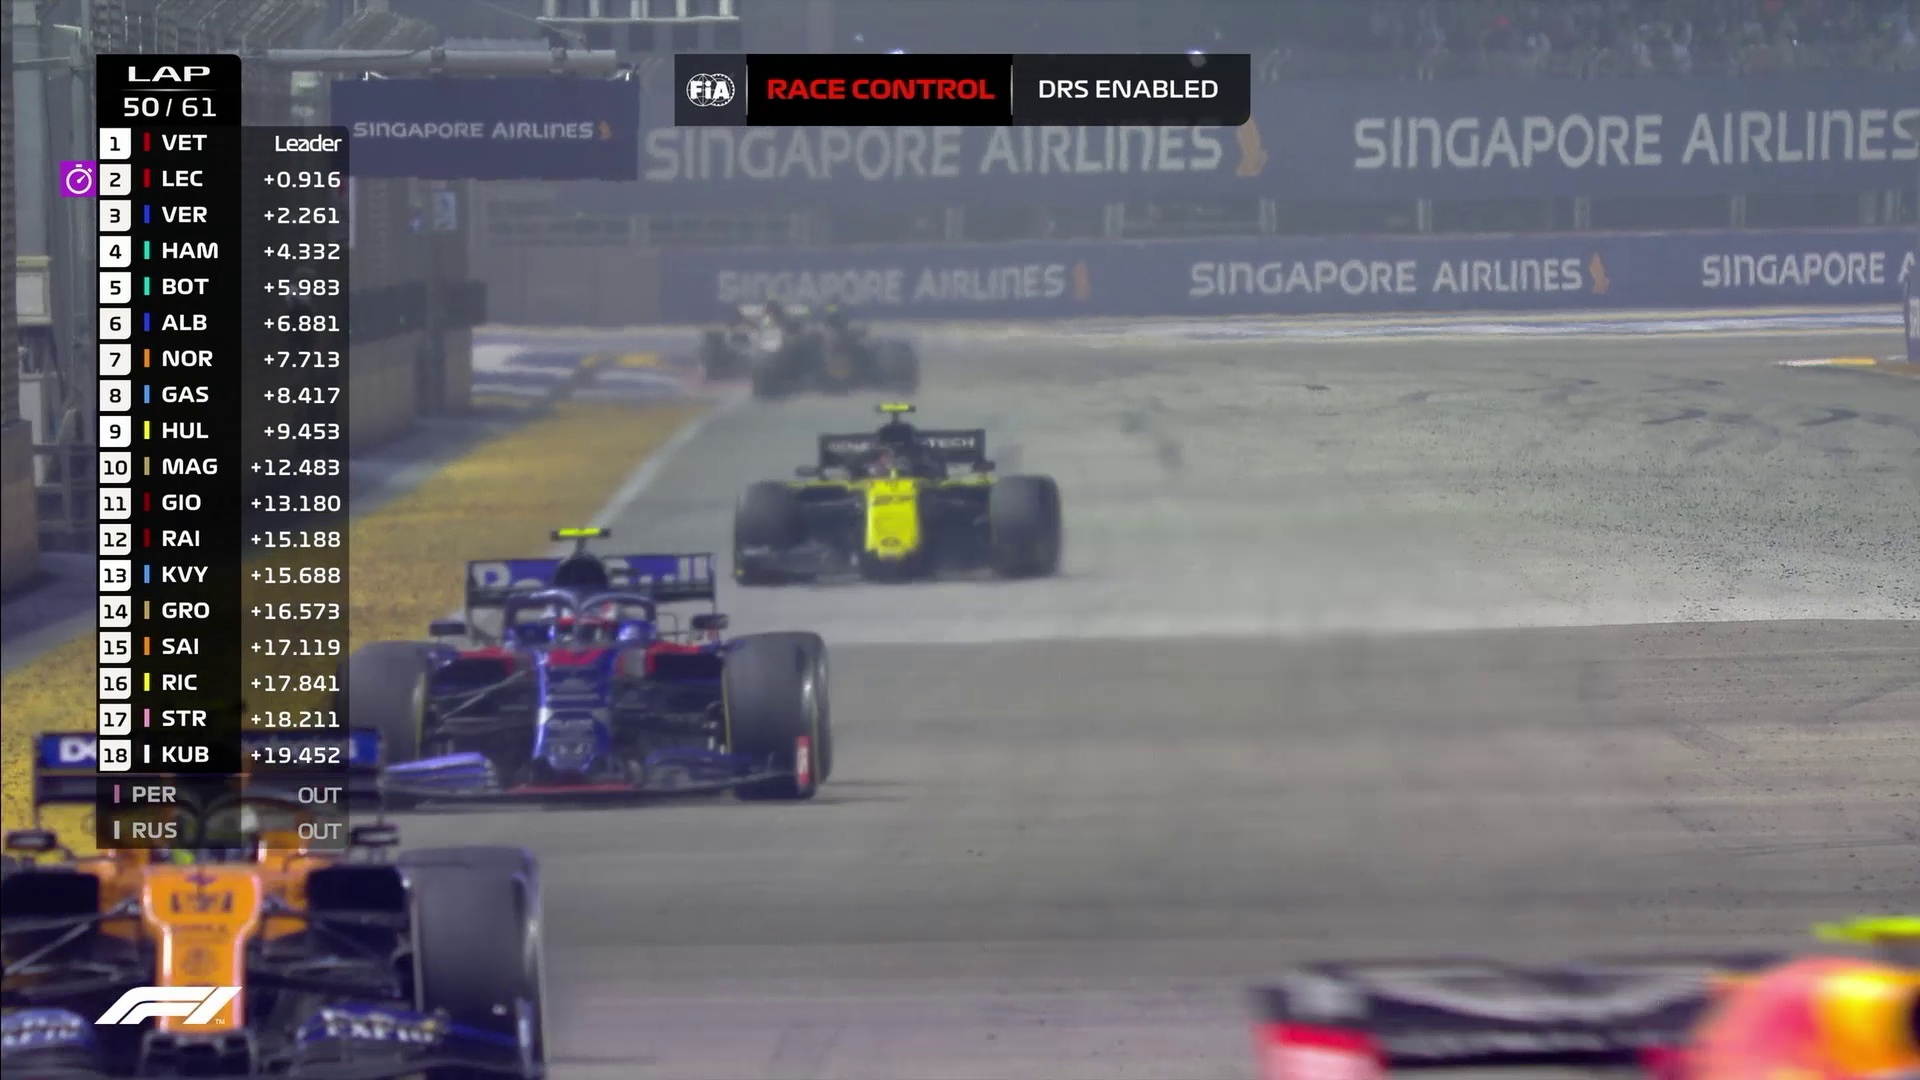 LAP
50 / 61
1 VET Leader
2 LEC +0.916
3 VER +2.261
4 HAM +4.332
5 BOT +5.983
6 ALB +6.881
7 NOR +7.713
8 GAS +8.417
9 HUL +9.453
10 MAG +12.483
11 GIO +13.180
12 RAI +15.188
13 KVY +15.688
14 GRO +16.573
15 SAI +17.119
16 RIC +17.841
17 STR +18.211
18 KUB +19.452
PER OUT
RUS OUT
FIA RACE CONTROL DRS ENABLED
SINGAPORE AIRLINES
SINGAPORE AIRLINES
SINGAPORE AIRLINES
SINGAPORE AIRLINES
SINGAPORE AIRLINES
SINGAPORE A
F1
TM